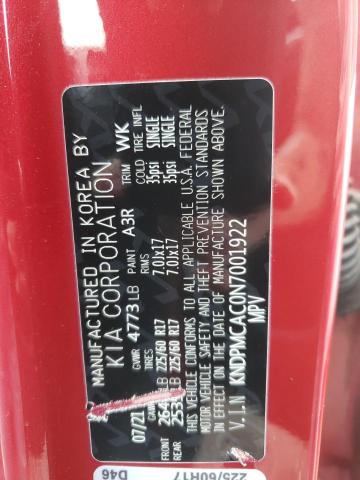 MANUFACTURED IN KOREA BY
KIA CORPORATION
07/21 GVWR 4773 LB PAINT A3R TRIM WK
TIRES RIMS COLD TIRE INFL
FRONT LB 225/60 R17 7.0Jx17 35psi SINGLE
REAR LB 225/60 R17 7.0Jx17 35psi SINGLE
THIS VEHICLE CONFORMS TO ALL APPLICABLE U.S.A. FEDERAL
MOTOR VEHICLE SAFETY AND THEFT PREVENTION STANDARDS
IN EFFECT ON THE DATE OF MANUFACTURE SHOWN ABOVE
V.I.N KNDPMCAC0N7001922
MPV
225/60R17
D46